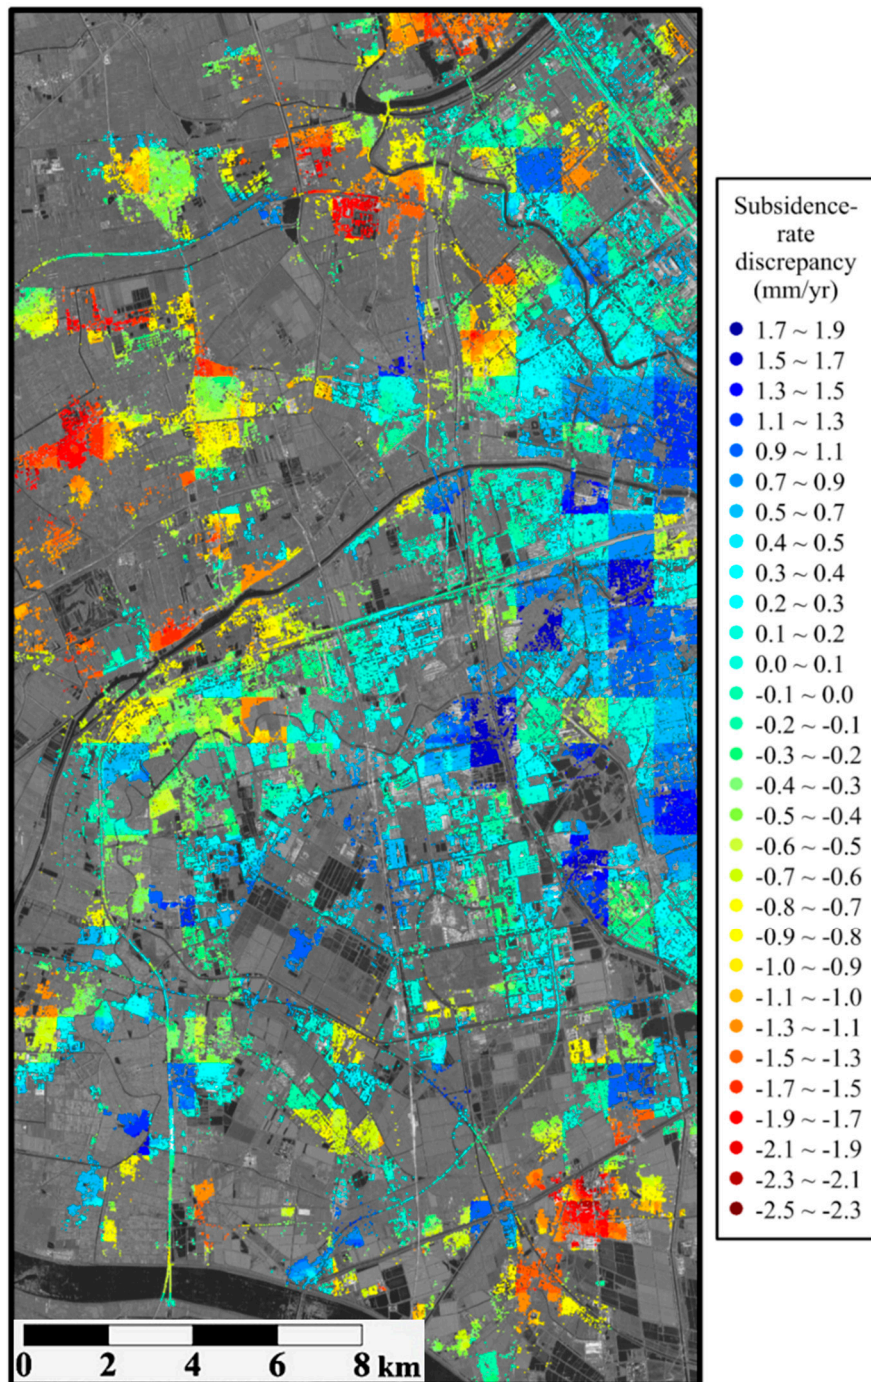 Subsidence-
rate
discrepancy
(mm/yr)
1.7 ~ 1.9
1.5 ~ 1.7
1.3 ~ 1.5
1.1 ~ 1.3
0.9 ~ 1.1
0.7 ~ 0.9
0.5 ~ 0.7
0.4 ~ 0.5
0.3 ~ 0.4
0.2 ~ 0.3
0.1 ~ 0.2
0.0 ~ 0.1
-0.1 ~ 0.0
-0.2 ~ -0.1
-0.3 ~ -0.2
-0.4 ~ -0.3
-0.5 ~ -0.4
-0.6 ~ -0.5
-0.7 ~ -0.6
-0.8 ~ -0.7
-0.9 ~ -0.8
-1.0 ~ -0.9
-1.1 ~ -1.0
-1.3 ~ -1.1
-1.5 ~ -1.3
-1.7 ~ -1.5
-1.9 ~ -1.7
-2.1 ~ -1.9
-2.3 ~ -2.1
-2.5 ~ -2.3
0 2 4 6 8 km